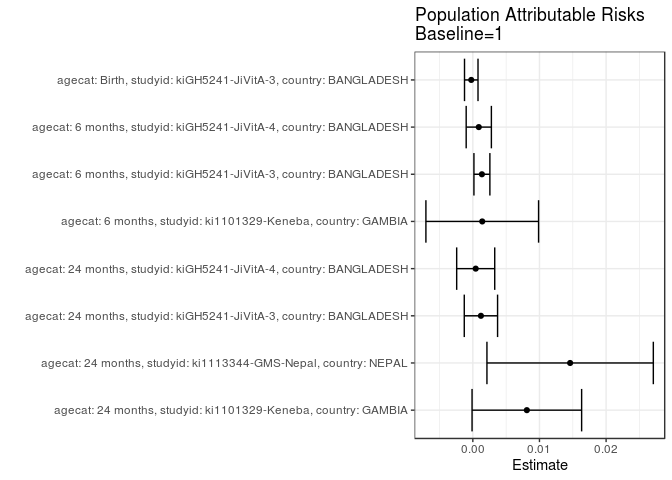 Population Attributable Risks
Baseline=1
agecat: Birth, studyid: kiGH5241-JiVitA-3, country: BANGLADESH
agecat: 6 months, studyid: kiGH5241-JiVitA-4, country: BANGLADESH
agecat: 6 months, studyid: kiGH5241-JiVitA-3, country: BANGLADESH
agecat: 6 months, studyid: ki1101329-Keneba, country: GAMBIA
agecat: 24 months, studyid: kiGH5241-JiVitA-4, country: BANGLADESH
agecat: 24 months, studyid: kiGH5241-JiVitA-3, country: BANGLADESH
agecat: 24 months, studyid: ki1113344-GMS-Nepal, country: NEPAL
agecat: 24 months, studyid: ki1101329-Keneba, country: GAMBIA
0.00 0.01 0.02
Estimate